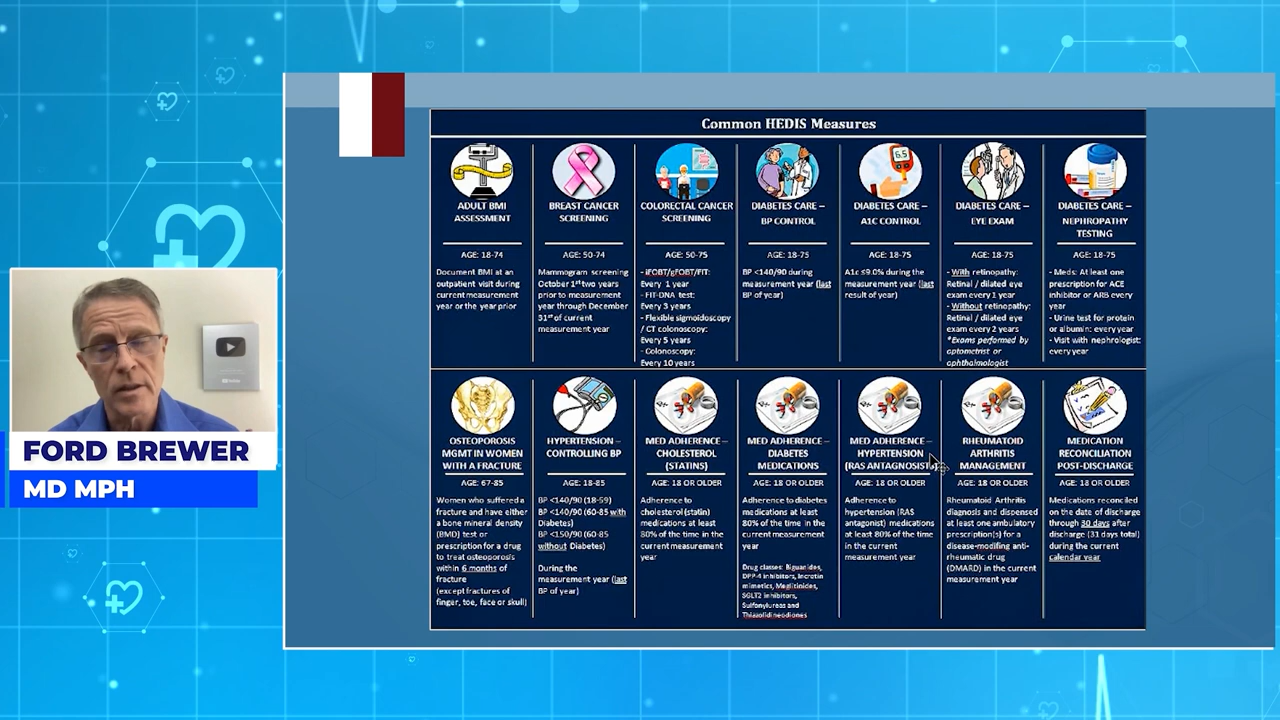 Common HEDIS Measures
ADULT BMI
ASSESSMENT
AGE: 18-74
Document BMI at an
outpatient visit during
current measurement
year or the year prior
BREAST CANCER
SCREENING
AGE: 50-74
Mammogram screening
October 1st two years
prior to measurement
year through December
31st of current
measurement year
COLORECTAL CANCER
SCREENING
AGE: 50-75
- iFOBT/gFOBT/FIT:
Every 1 year
- FIT-DNA test:
Every 3 years
- Flexible sigmoidoscopy
/ CT colonoscopy:
Every 5 years
- Colonoscopy:
Every 10 years
DIABETES CARE –
BP CONTROL
AGE: 18-75
BP <140/90 during
measurement year (last
BP of year)
6.5
DIABETES CARE –
A1C CONTROL
AGE: 18-75
A1c ≤9.0% during the
measurement year (last
result of year)
DIABETES CARE –
EYE EXAM
AGE: 18-75
- With retinopathy:
Retinal / dilated eye
exam every 1 year
- Without retinopathy:
Retinal / dilated eye
exam every 2 years
*Exams performed by
optometrist or
ophthalmologist
DIABETES CARE –
NEPHROPATHY
TESTING
AGE: 18-75
- Meds: At least one
prescription for ACE
inhibitor or ARB every
year
- Urine test for protein
or albumin: every year
- Visit with nephrologist:
every year
OSTEOPOROSIS
MGMT IN WOMEN
WITH A FRACTURE
AGE: 67-85
Women who suffered a
fracture and have either
a bone mineral density
(BMD) test or
prescription for a drug
to treat osteoporosis
within 6 months of
fracture
(except fractures of
finger, toe, face or skull)
HYPERTENSION –
CONTROLLING BP
AGE: 18-85
BP <140/90 (18-59)
BP <140/90 (60-85 with
Diabetes)
BP <150/90 (60-85
without Diabetes)
During the
measurement year (last
BP of year)
MED ADHERENCE –
CHOLESTEROL
(STATINS)
AGE: 18 OR OLDER
Adherence to
cholesterol (statin)
medications at least
80% of the time in the
current measurement
year
MED ADHERENCE –
DIABETES
MEDICATIONS
AGE: 18 OR OLDER
Adherence to diabetes
medications at least
80% of the time in the
current measurement
year
Drug classes: Biguanides,
DPP-4 inhibitors, Incretin
mimetics, Meglitinides,
SGLT2 inhibitors,
Sulfonylureas and
Thiazolidinediones
MED ADHERENCE –
HYPERTENSION
(RAS ANTAGNOSIST)
AGE: 18 OR OLDER
Adherence to
hypertension (RAS
antagonist) medications
at least 80% of the time
in the current
measurement year
RHEUMATOID
ARTHRITIS
MANAGEMENT
AGE: 18 OR OLDER
Rheumatoid Arthritis
diagnosis and dispensed
at least one ambulatory
prescription(s) for a
disease-modifing anti-
rheumatic drug
(DMARD) in the current
measurement year
MEDICATION
RECONCILIATION
POST-DISCHARGE
AGE: 18 OR OLDER
Medications reconciled
on the date of discharge
through 30 days after
discharge (31 days total)
during the current
calendar year
FORD BREWER
MD MPH